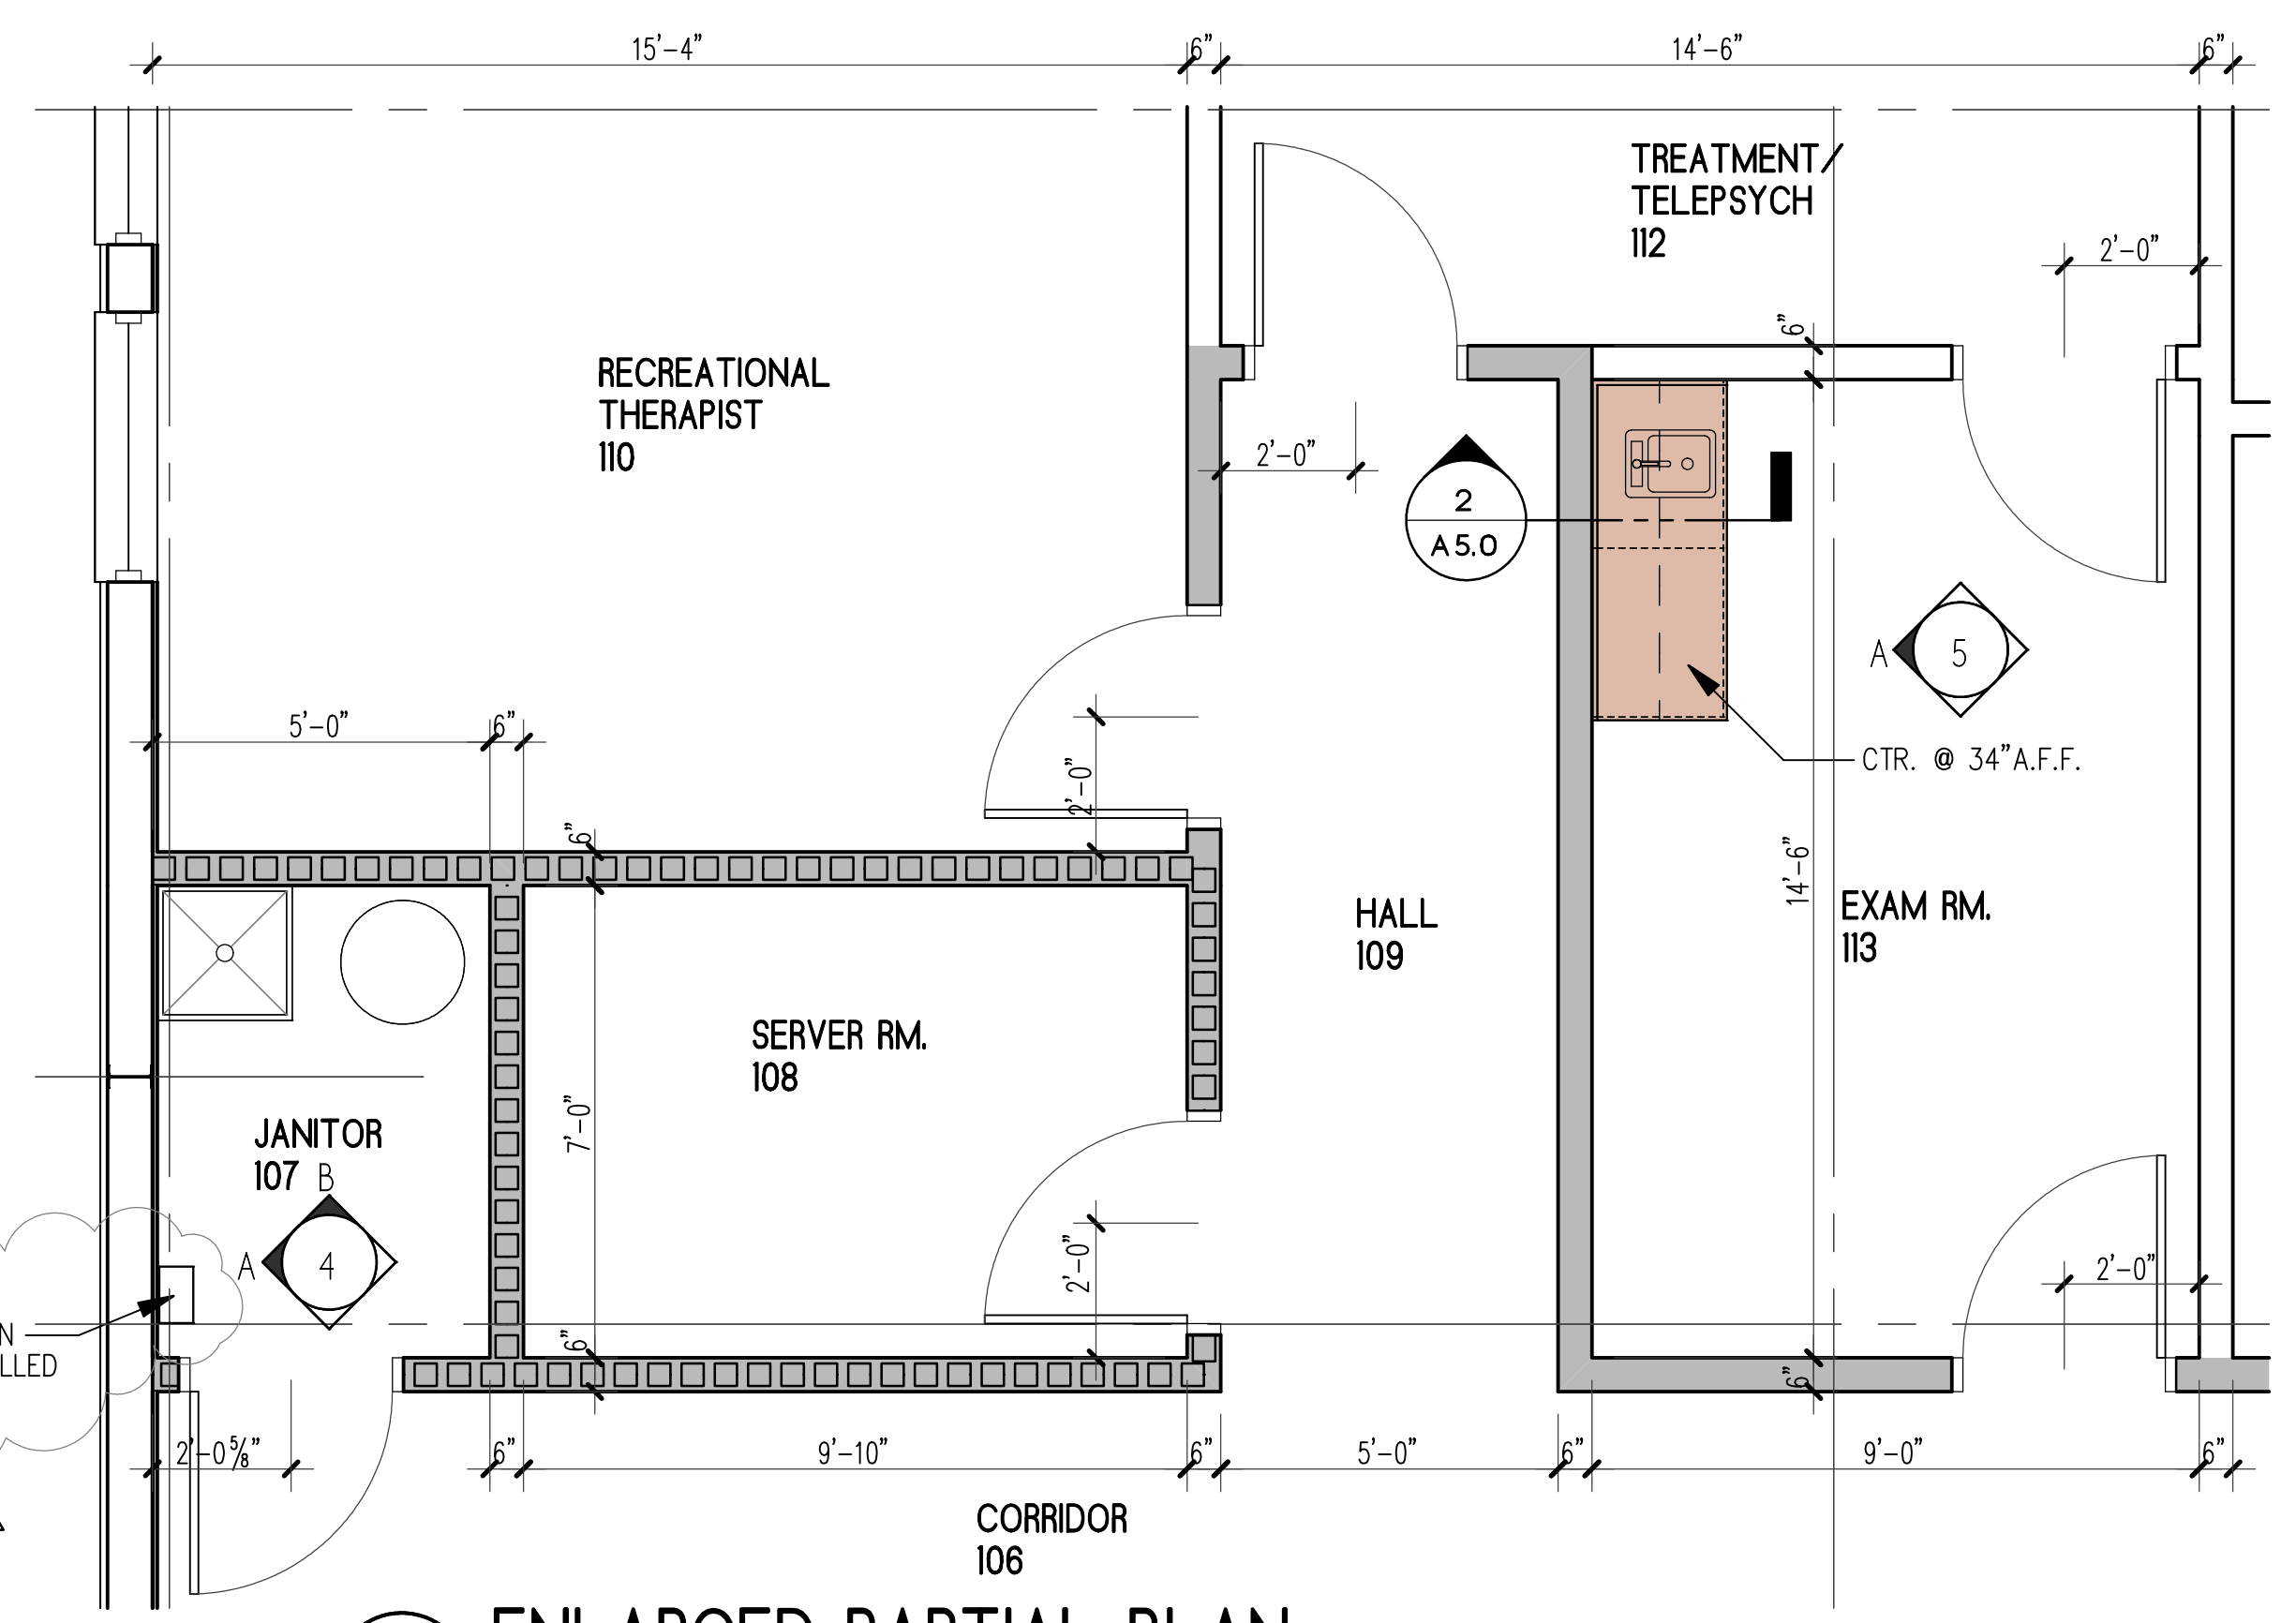 15'-4"
6"
14'-6"
6"
TREATMENT/
TELEPSYCH
112
2'-0"
6"
RECREATIONAL
THERAPIST
110
2'-0"
2
A5.0
A 5
5'-0"
6"
2'-0"
CTR. @ 34"A.F.F.
6"
14'-6"
EXAM RM.
113
HALL
109
SERVER RM.
108
7'-0"
JANITOR
107
B
A 4
2'-0"
2'-0"
N
LLED
6"
6"
2'-0⅝"
6"
9'-10"
6"
5'-0"
6"
9'-0"
6"
CORRIDOR
106
ENLARGED PARTIAL PLAN